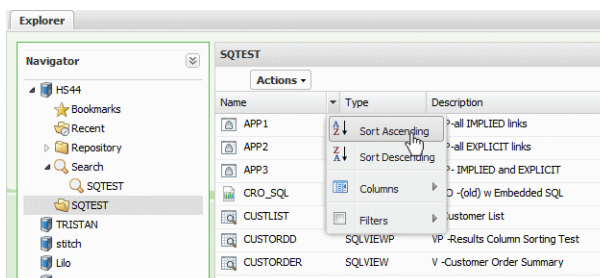 Explorer
Navigator
HS44
Bookmarks
Recent
Repository
Search
SQTEST
SQTEST
TRISTAN
stitch
Lilo
SQTEST
Actions
Name Type Description
APP1 P-all IMPLIED links
APP2 P-all EXPLICIT links
APP3 P- IMPLIED and EXPLICIT
CRO_SQL O -(old) w Embedded SQL
CUSTLIST Customer List
CUSTORDD SQLVIEWP VP -Results Column Sorting Test
CUSTORDER SQLVIEW V -Customer Order Summary
Sort Ascending
Sort Descending
Columns
Filters